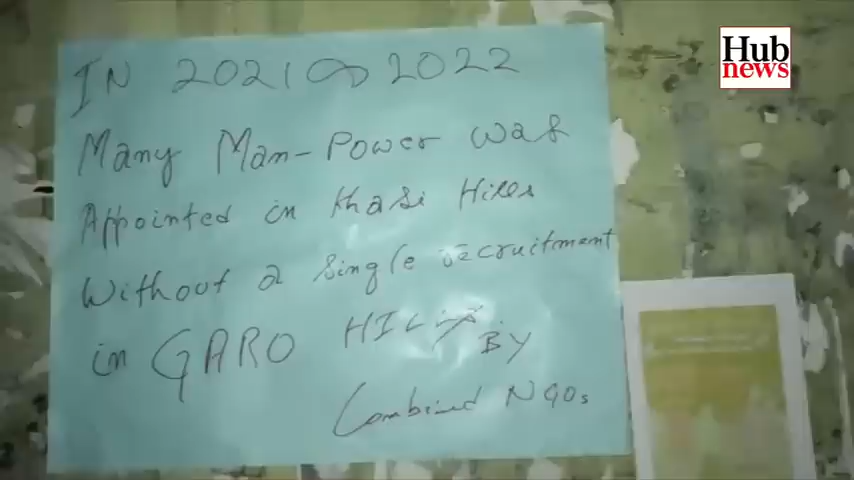 Hub
news
IN 2021 2022
Many Man-Power was
Appointed in Khasi Hills
Without a single recruitment
in GARO HILLS
BY
Combined NGOs